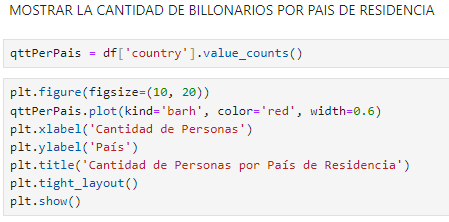 MOSTRAR LA CANTIDAD DE BILLONARIOS POR PAIS DE RESIDENCIA
qttPerPais = df['country'].value_counts()
plt.figure(figsize=(10, 20))
qttPerPais.plot(kind='barh', color='red', width=0.6)
plt.xlabel('Cantidad de Personas')
plt.ylabel('País')
plt.title('Cantidad de Personas por País de Residencia')
plt.tight_layout()
plt.show()